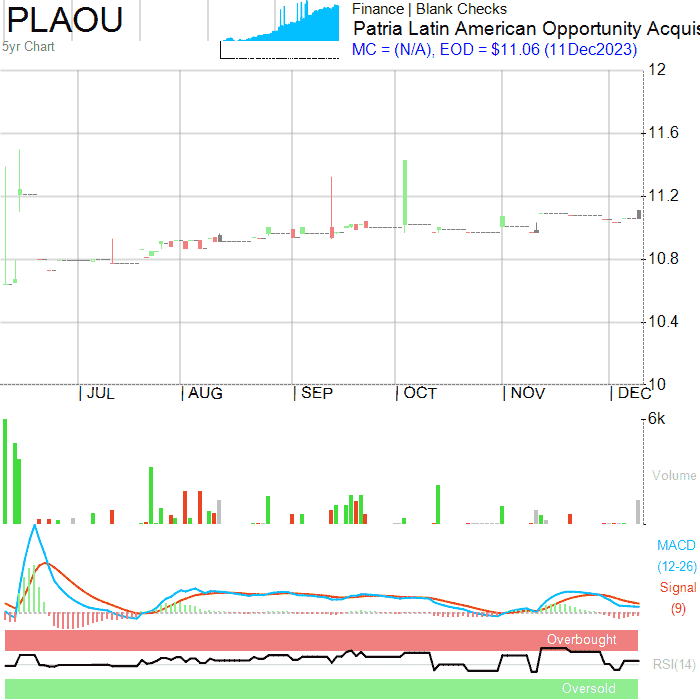 PLAOU
5yr Chart
Finance | Blank Checks
Patria Latin American Opportunity Acquis
MC = (N/A), EOD = $11.06 (11Dec2023)
12
11.6
11.2
10.8
10.4
10
| JUL | AUG | SEP | OCT | NOV | DEC
6k
Volume
MACD
(12-26)
Signal
(9)
Overbought
RSI(14)
Oversold